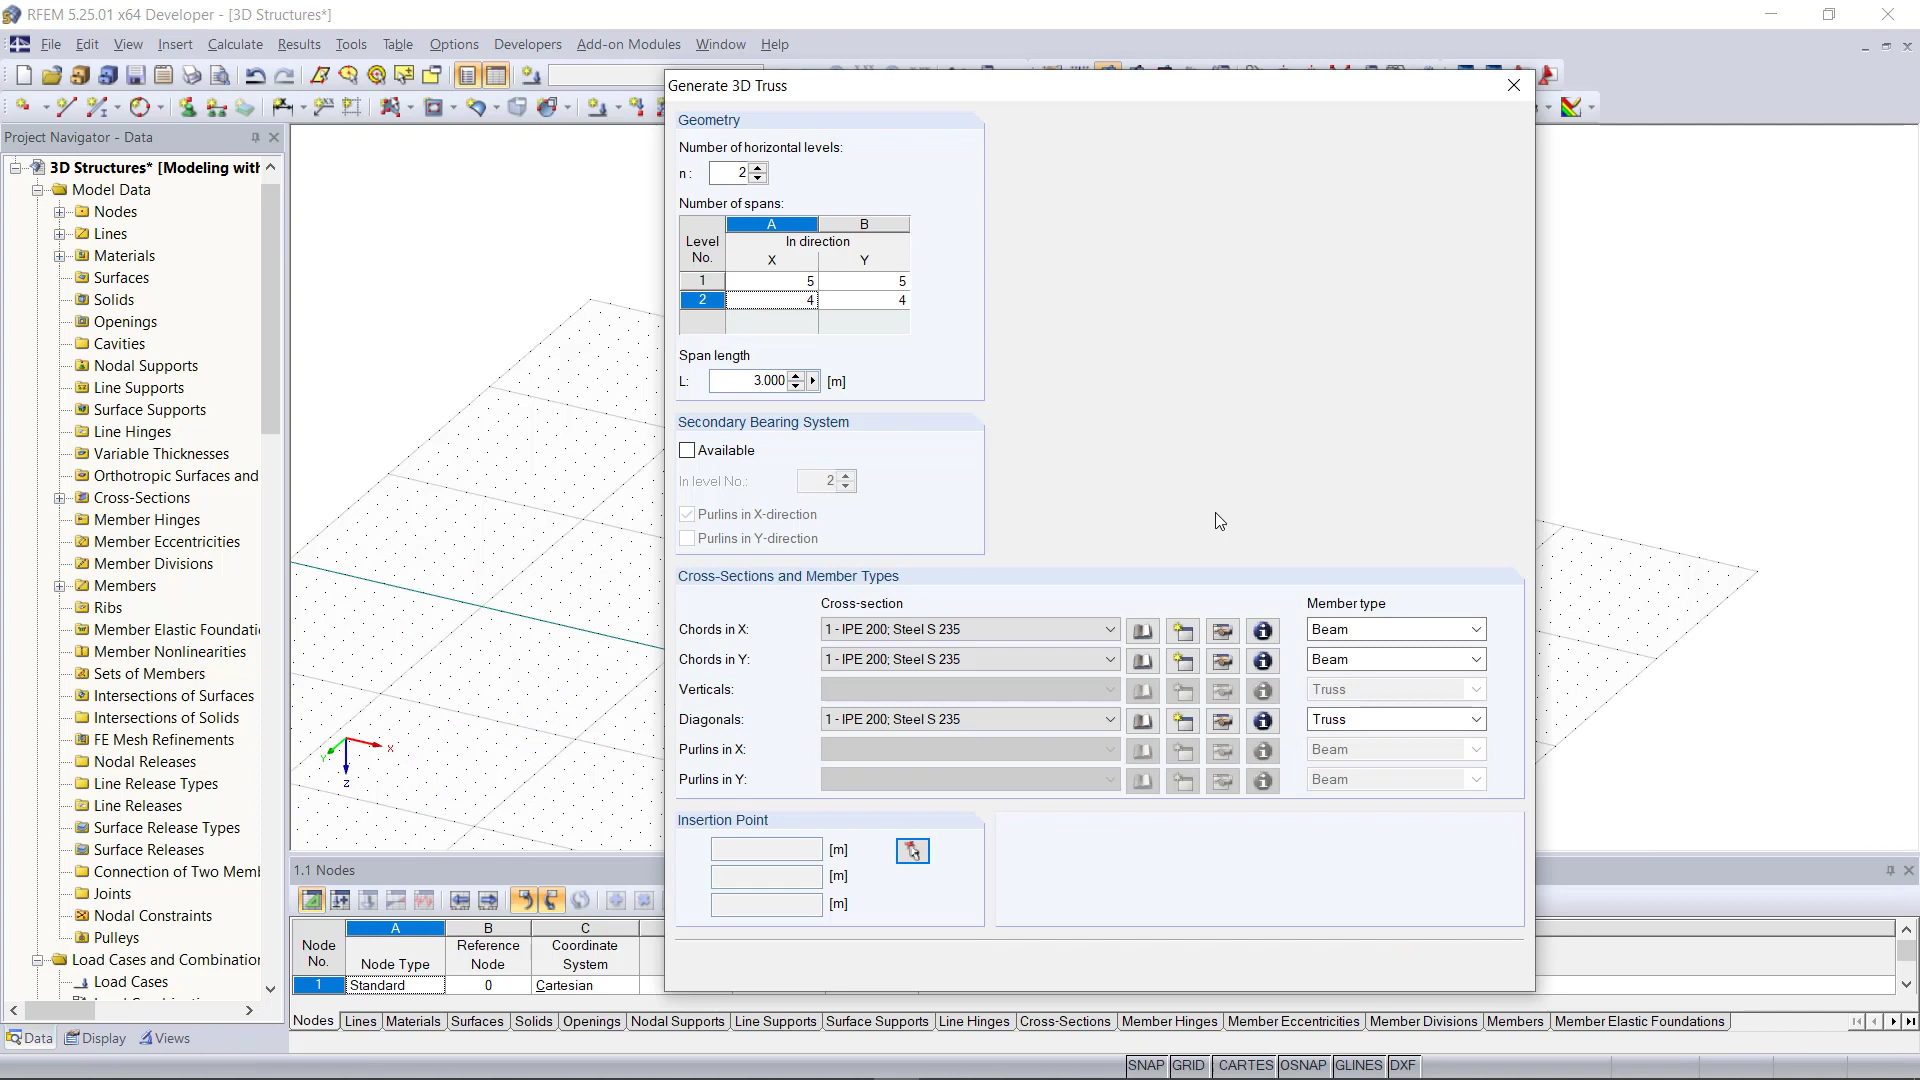 RFEM 5.25.01 x64 Developer - [3D Structures*]
File Edit View Insert Calculate Results Tools Table Options Developers Add-on Modules Window Help
Project Navigator - Data
3D Structures* [Modeling with
Model Data
Nodes
Lines
Materials
Surfaces
Solids
Openings
Cavities
Nodal Supports
Line Supports
Surface Supports
Line Hinges
Variable Thicknesses
Orthotropic Surfaces and
Cross-Sections
Member Hinges
Member Eccentricities
Member Divisions
Members
Ribs
Member Elastic Foundati
Member Nonlinearities
Sets of Members
Intersections of Surfaces
Intersections of Solids
FE Mesh Refinements
Nodal Releases
Line Release Types
Line Releases
Surface Release Types
Surface Releases
Connection of Two Mem
Joints
Nodal Constraints
Pulleys
Load Cases and Combination
Load Cases
Data Display Views
X
Y
Z
Generate 3D Truss
Geometry
Number of horizontal levels:
n: 2
Number of spans:
A B
Level No. In direction
X Y
1 5 5
2 4 4
Span length
L: 3.000 [m]
Secondary Bearing System
Available
In level No.: 2
Purlins in X-direction
Purlins in Y-direction
Cross-Sections and Member Types
Cross-section Member type
Chords in X: 1 - IPE 200; Steel S 235 Beam
Chords in Y: 1 - IPE 200; Steel S 235 Beam
Verticals: Truss
Diagonals: 1 - IPE 200; Steel S 235 Truss
Purlins in X: Beam
Purlins in Y: Beam
Insertion Point
[m]
[m]
[m]
1.1 Nodes
A B C
Node Reference Coordinate
No. Node Type Node System
1 Standard 0 Cartesian
Nodes Lines Materials Surfaces Solids Openings Nodal Supports Line Supports Surface Supports Line Hinges Cross-Sections Member Hinges Member Eccentricities Member Divisions Members Member Elastic Foundations
SNAP GRID CARTES OSNAP GLINES DXF